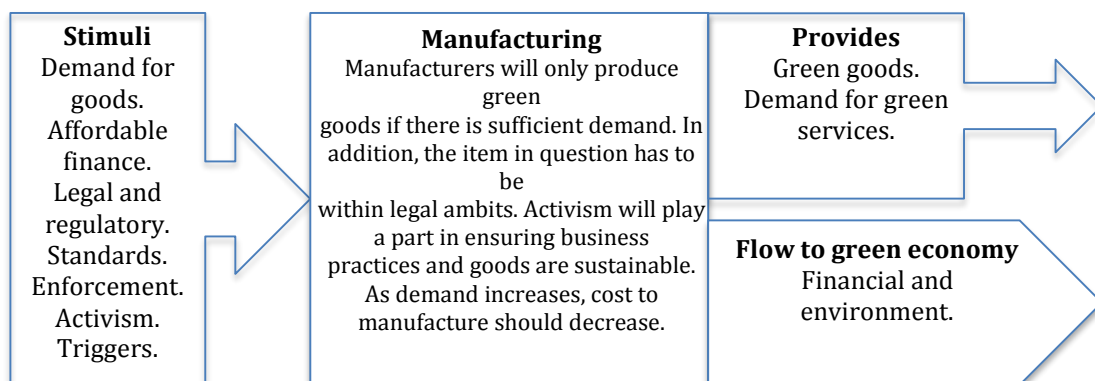 Stimuli
Demand for
goods.
Affordable
finance.
Legal and
regulatory.
Standards.
Enforcement.
Activism.
Triggers.
Manufacturing
Manufacturers will only produce
green
goods if there is sufficient demand. In
addition, the item in question has to
be
within legal ambits. Activism will play
a part in ensuring business
practices and goods are sustainable.
As demand increases, cost to
manufacture should decrease.
Provides
Green goods.
Demand for green
services.
Flow to green economy
Financial and
environment.